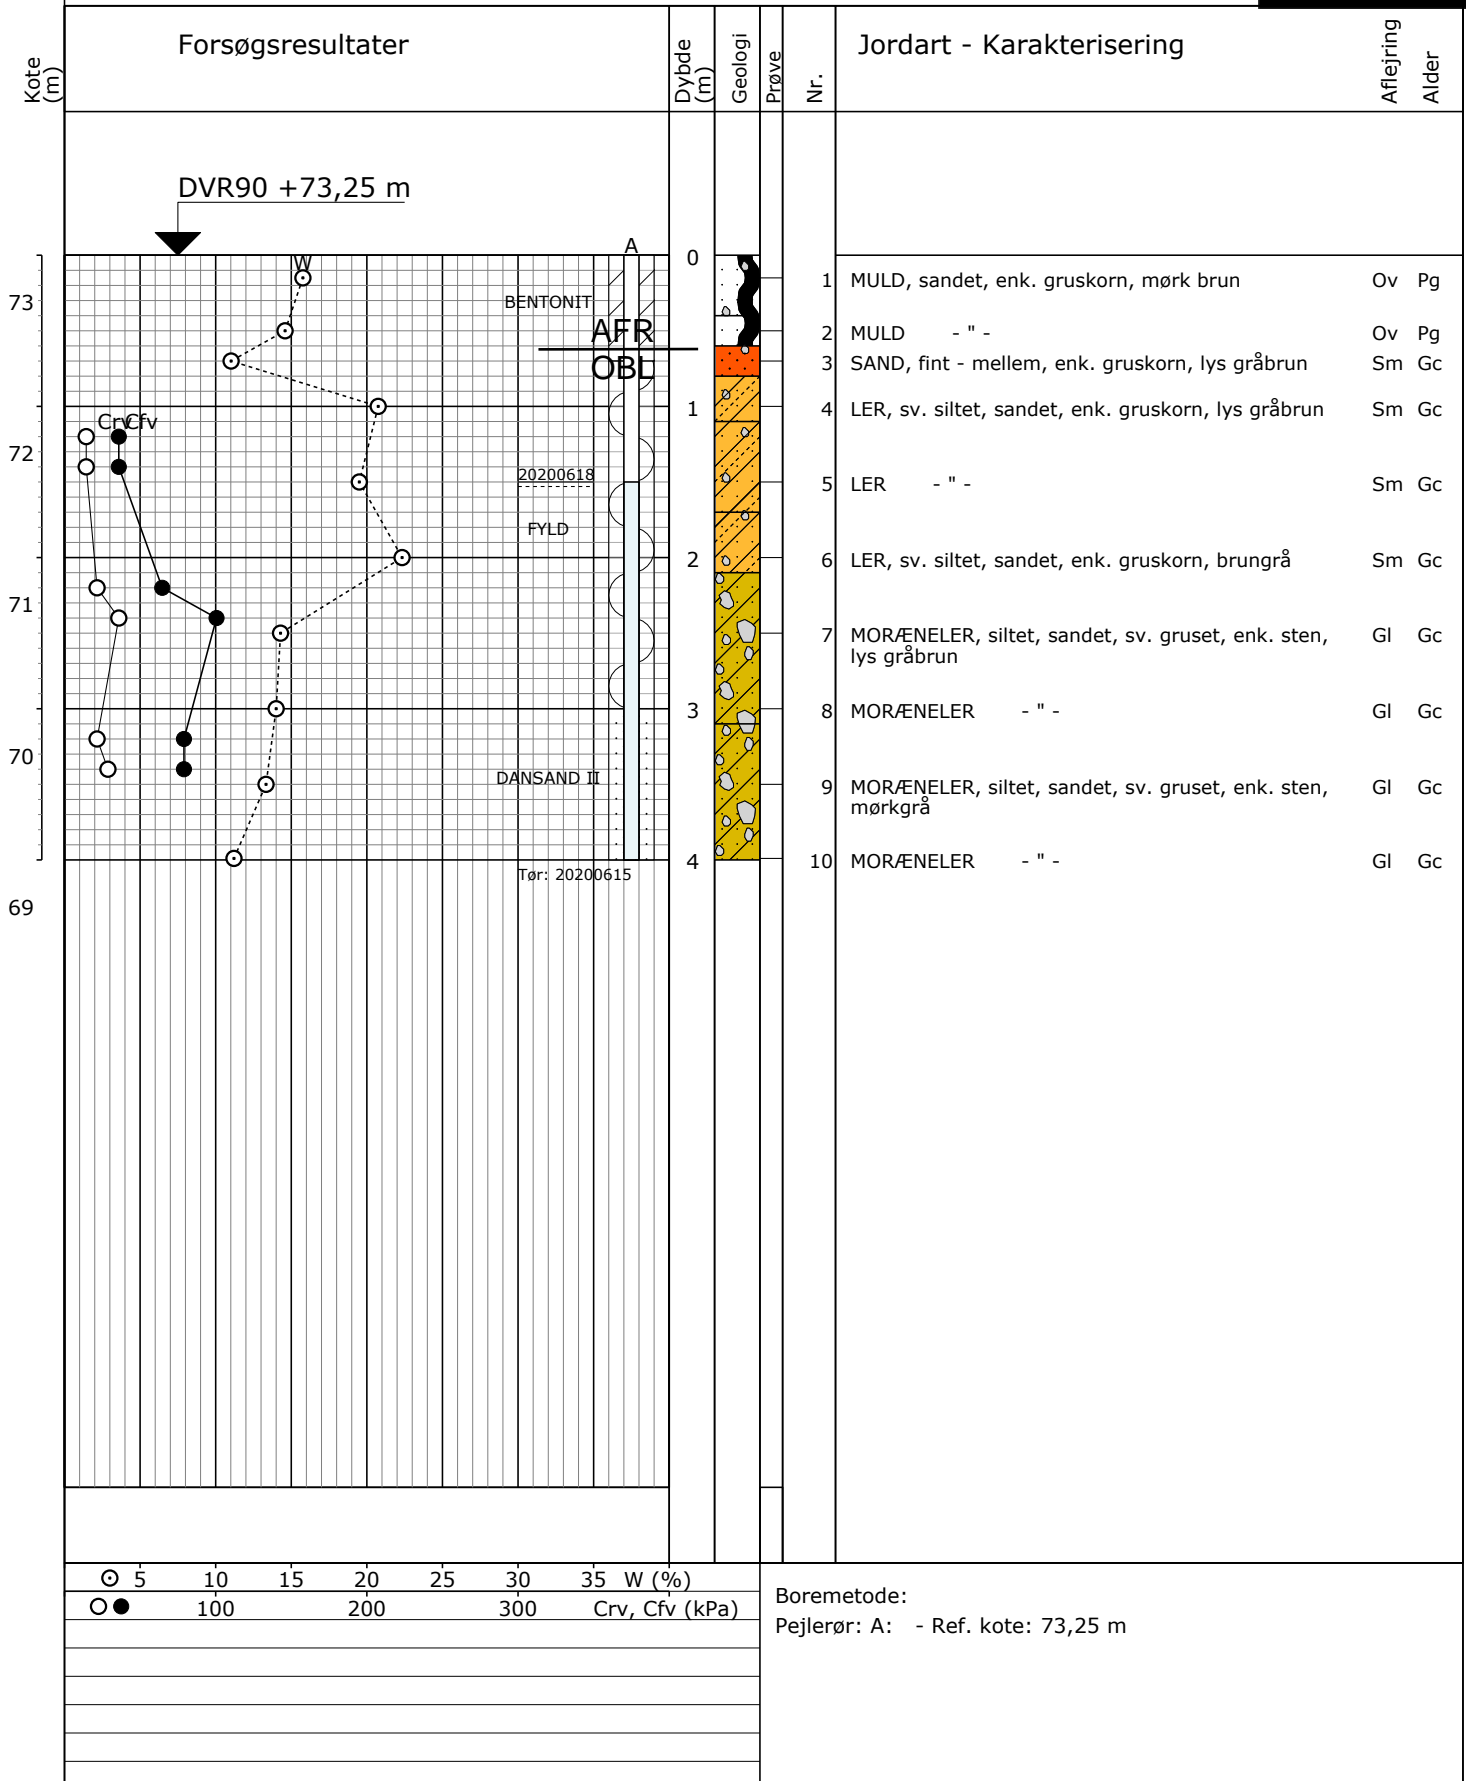 Kote
(m)
Forsøgsresultater
Dybde
(m)
Geologi
Prøve
Nr.
Jordart - Karakterisering
Aflejring
Alder
DVR90 +73,25 m
A
W
0
1 MULD, sandet, enk. gruskorn, mørk brun Ov Pg
73
BENTONIT
AFR
2 MULD - " - Ov Pg
OBL
3 SAND, fint - mellem, enk. gruskorn, lys gråbrun Sm Gc
1
4 LER, sv. siltet, sandet, enk. gruskorn, lys gråbrun Sm Gc
Crv Cfv
72
20200618
5 LER - " - Sm Gc
FYLD
2
6 LER, sv. siltet, sandet, enk. gruskorn, brungrå Sm Gc
71
7 MORÆNELER, siltet, sandet, sv. gruset, enk. sten, Gl Gc
lys gråbrun
3
8 MORÆNELER - " - Gl Gc
70
DANSAND II
9 MORÆNELER, siltet, sandet, sv. gruset, enk. sten, Gl Gc
mørkgrå
4
10 MORÆNELER - " - Gl Gc
Tør: 20200615
69
5 10 15 20 25 30 35 W (%)
100 200 300 Crv, Cfv (kPa)
Boremetode:
Pejlerør: A: - Ref. kote: 73,25 m